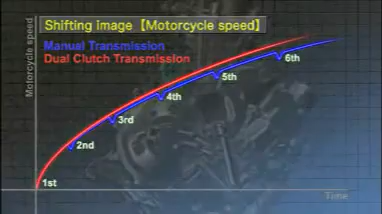 Shifting image【Motorcycle speed】
Manual Transmission
Dual Clutch Transmission
Motorcycle speed
6th
5th
4th
3rd
2nd
1st
Time